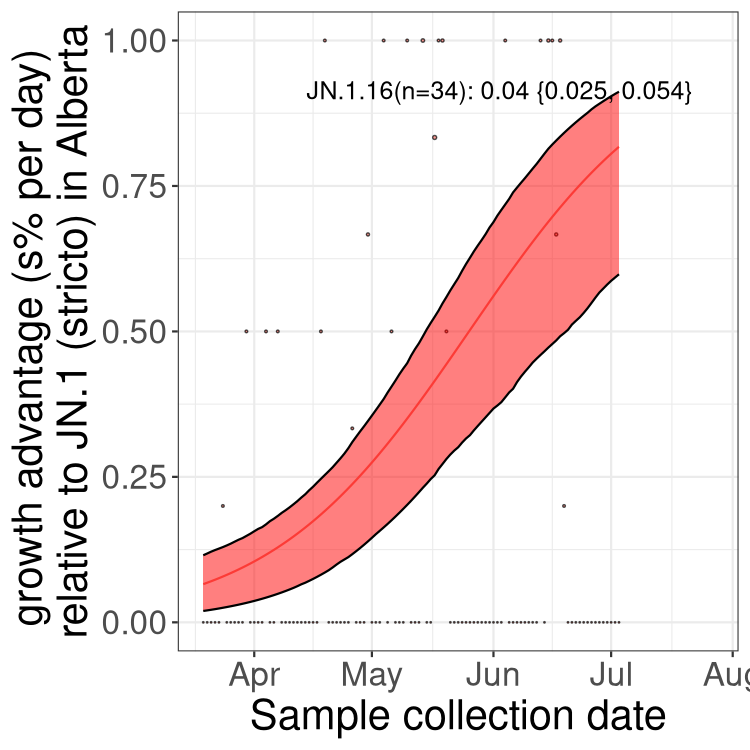 growth advantage (s% per day)
relative to JN.1 (stricto) in Alberta
1.00
0.75
0.50
0.25
0.00
JN.1.16(n=34): 0.04 {0.025, 0.054}
Apr May Jun Jul Aug
Sample collection date